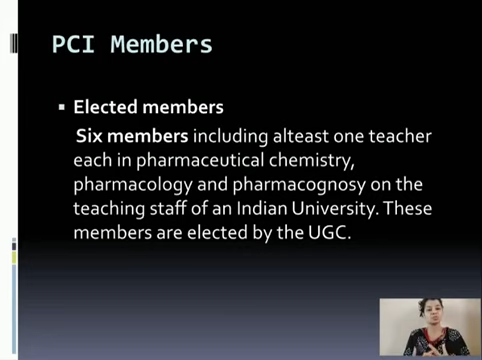 PCI Members
Elected members
Six members including alteast one teacher
each in pharmaceutical chemistry,
pharmacology and pharmacognosy on the
teaching staff of an Indian University. These
members are elected by the UGC.